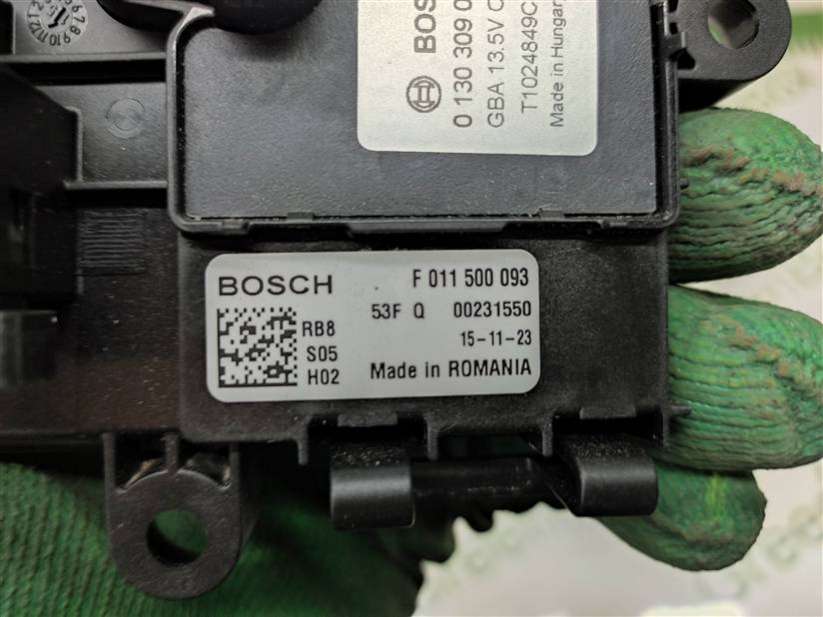 BOSCH
0 130 309 0
GBA 13.5V C
T1024849C
Made in Hungar
BOSCH F 011 500 093
53F Q 00231550
RB8 15-11-23
S05 Made in ROMANIA
H02